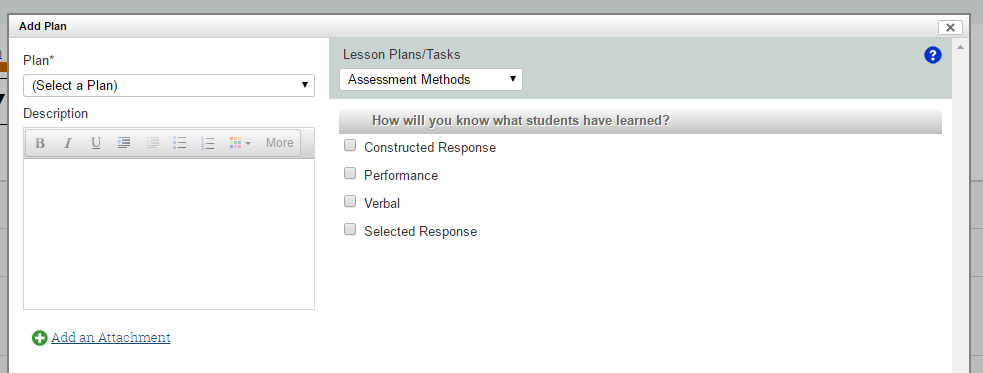 Add Plan
Plan*
(Select a Plan)
Description
B I U More
Add an Attachment
Lesson Plans/Tasks
?
Assessment Methods
How will you know what students have learned?
Constructed Response
Performance
Verbal
Selected Response